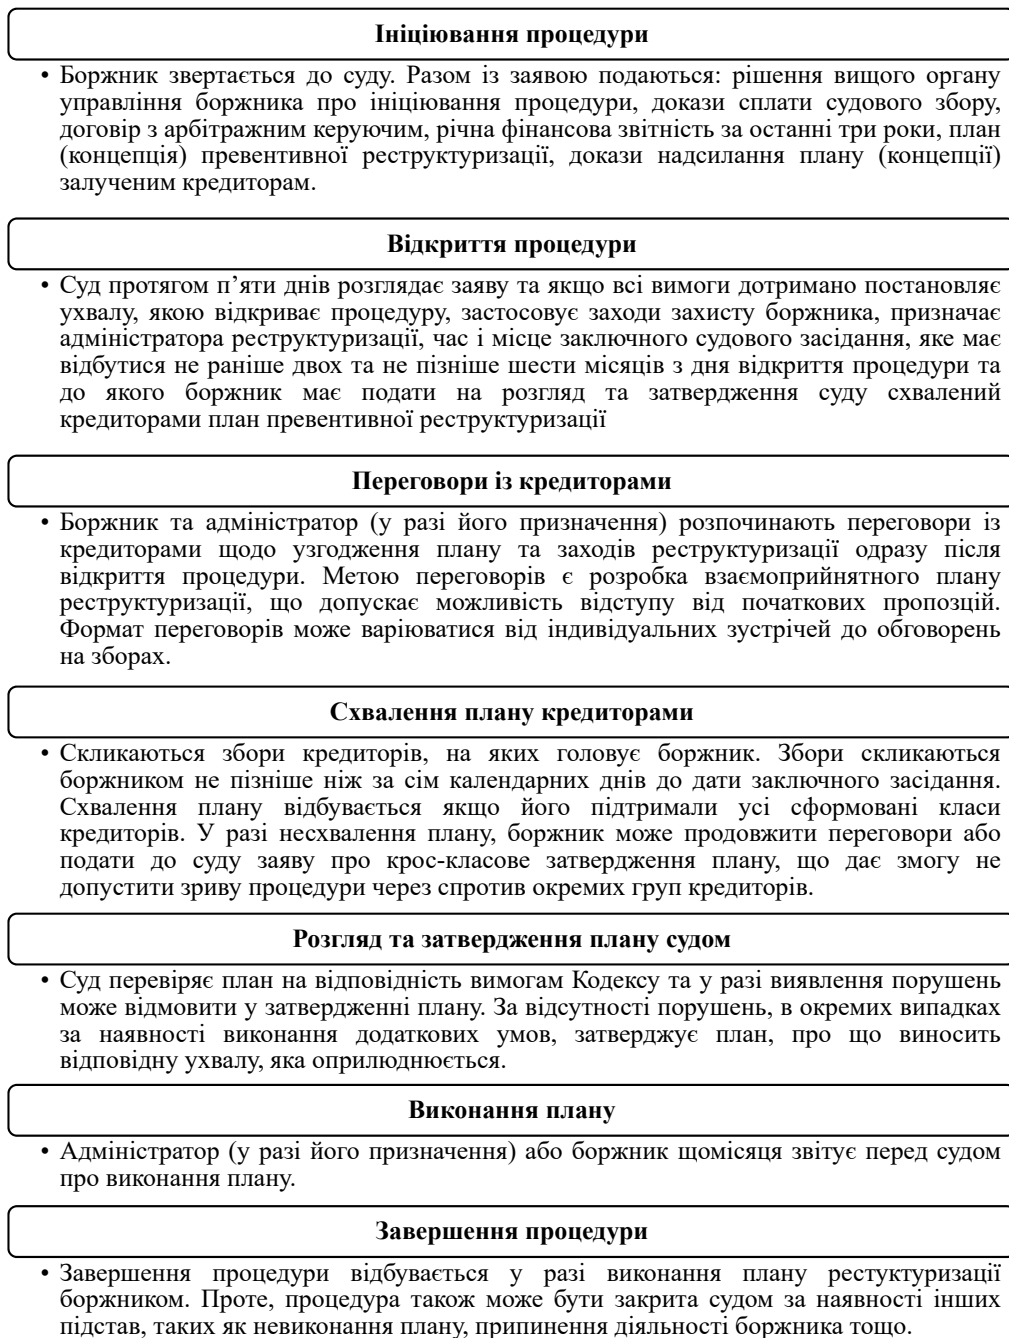 Ініціювання процедури
• Боржник звертається до суду. Разом із заявою подаються: рішення вищого органу
управління боржника про ініціювання процедури, докази сплати судового збору,
договір з арбітражним керуючим, річна фінансова звітність за останні три роки, план
(концепція) превентивної реструктуризації, докази надсилання плану (концепції)
залученим кредиторам.
Відкриття процедури
• Суд протягом п’яти днів розглядає заяву та якщо всі вимоги дотримано постановляє
ухвалу, якою відкриває процедуру, застосовує заходи захисту боржника, призначає
адміністратора реструктуризації, час і місце заключного судового засідання, яке має
відбутися не раніше двох та не пізніше шести місяців з дня відкриття процедури та
до якого боржник має подати на розгляд та затвердження суду схвалений
кредиторами план превентивної реструктуризації
Переговори із кредиторами
• Боржник та адміністратор (у разі його призначення) розпочинають переговори із
кредиторами щодо узгодження плану та заходів реструктуризації одразу після
відкриття процедури. Метою переговорів є розробка взаємоприйнятного плану
реструктуризації, що допускає можливість відступу від початкових пропозцій.
Формат переговорів може варіюватися від індивідуальних зустрічей до обговорень
на зборах.
Схвалення плану кредиторами
• Скликаються збори кредиторів, на яких головує боржник. Збори скликаються
боржником не пізніше ніж за сім календарних днів до дати заключного засідання.
Схвалення плану відбувається якщо його підтримали усі сформовані класи
кредиторів. У разі несхвалення плану, боржник може продовжити переговори або
подати до суду заяву про крос-класове затвердження плану, що дає змогу не
допустити зриву процедури через спротив окремих груп кредиторів.
Розгляд та затвердження плану судом
• Суд перевіряє план на відповідність вимогам Кодексу та у разі виявлення порушень
може відмовити у затвердженні плану. За відсутності порушень, в окремих випадках
за наявності виконання додаткових умов, затверджує план, про що виносить
відповідну ухвалу, яка оприлюднюється.
Виконання плану
• Адміністратор (у разі його призначення) або боржник щомісяця звітує перед судом
про виконання плану.
Завершення процедури
• Завершення процедури відбувається у разі виконання плану рестуктуризації
боржником. Проте, процедура також може бути закрита судом за наявності інших
підстав, таких як невиконання плану, припинення діяльності боржника тощо.